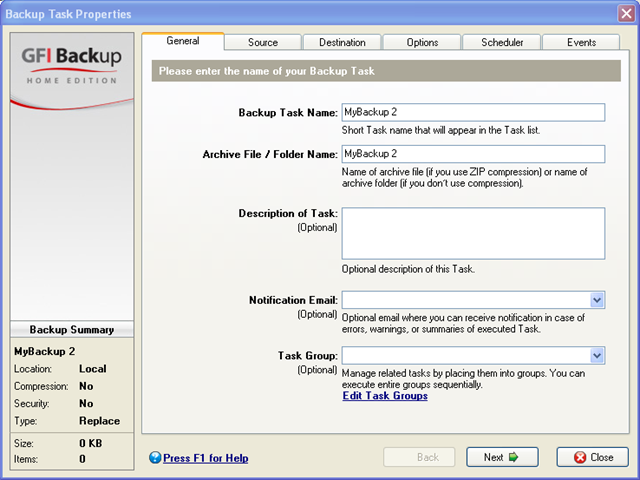 Backup Task Properties
GFI Backup
HOME EDITION
General
Source
Destination
Options
Scheduler
Events
Please enter the name of your Backup Task
Backup Task Name:
MyBackup 2
Short Task name that will appear in the Task list.
Archive File / Folder Name:
MyBackup 2
Name of archive file (if you use ZIP compression) or name of
archive folder (if you don't use compression).
Description of Task:
(Optional)
Optional description of this Task.
Notification Email:
(Optional)
Optional email where you can receive notification in case of
errors, warnings, or summaries of executed Task.
Task Group:
(Optional)
Manage related tasks by placing them into groups. You can
execute entire groups sequentially.
Edit Task Groups
Backup Summary
MyBackup 2
Location: Local
Compression: No
Security: No
Type: Replace
Size: 0 KB
Items: 0
Press F1 for Help
Back
Next
Close